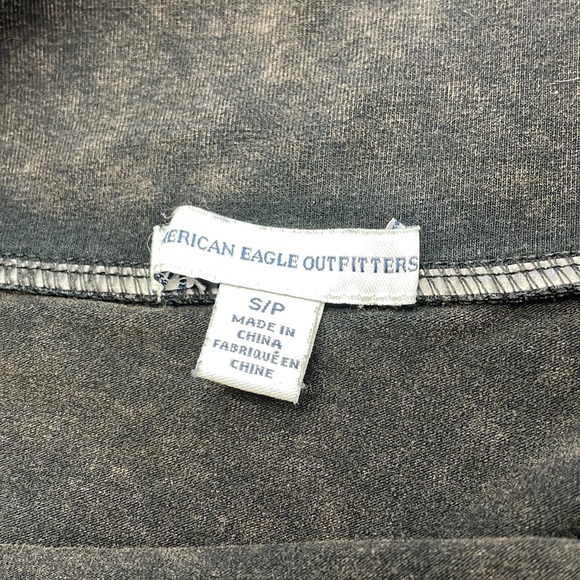 MERICAN EAGLE OUTFITTERS
S/P
MADE IN
CHINA
FABRIQUÉ EN
CHINE